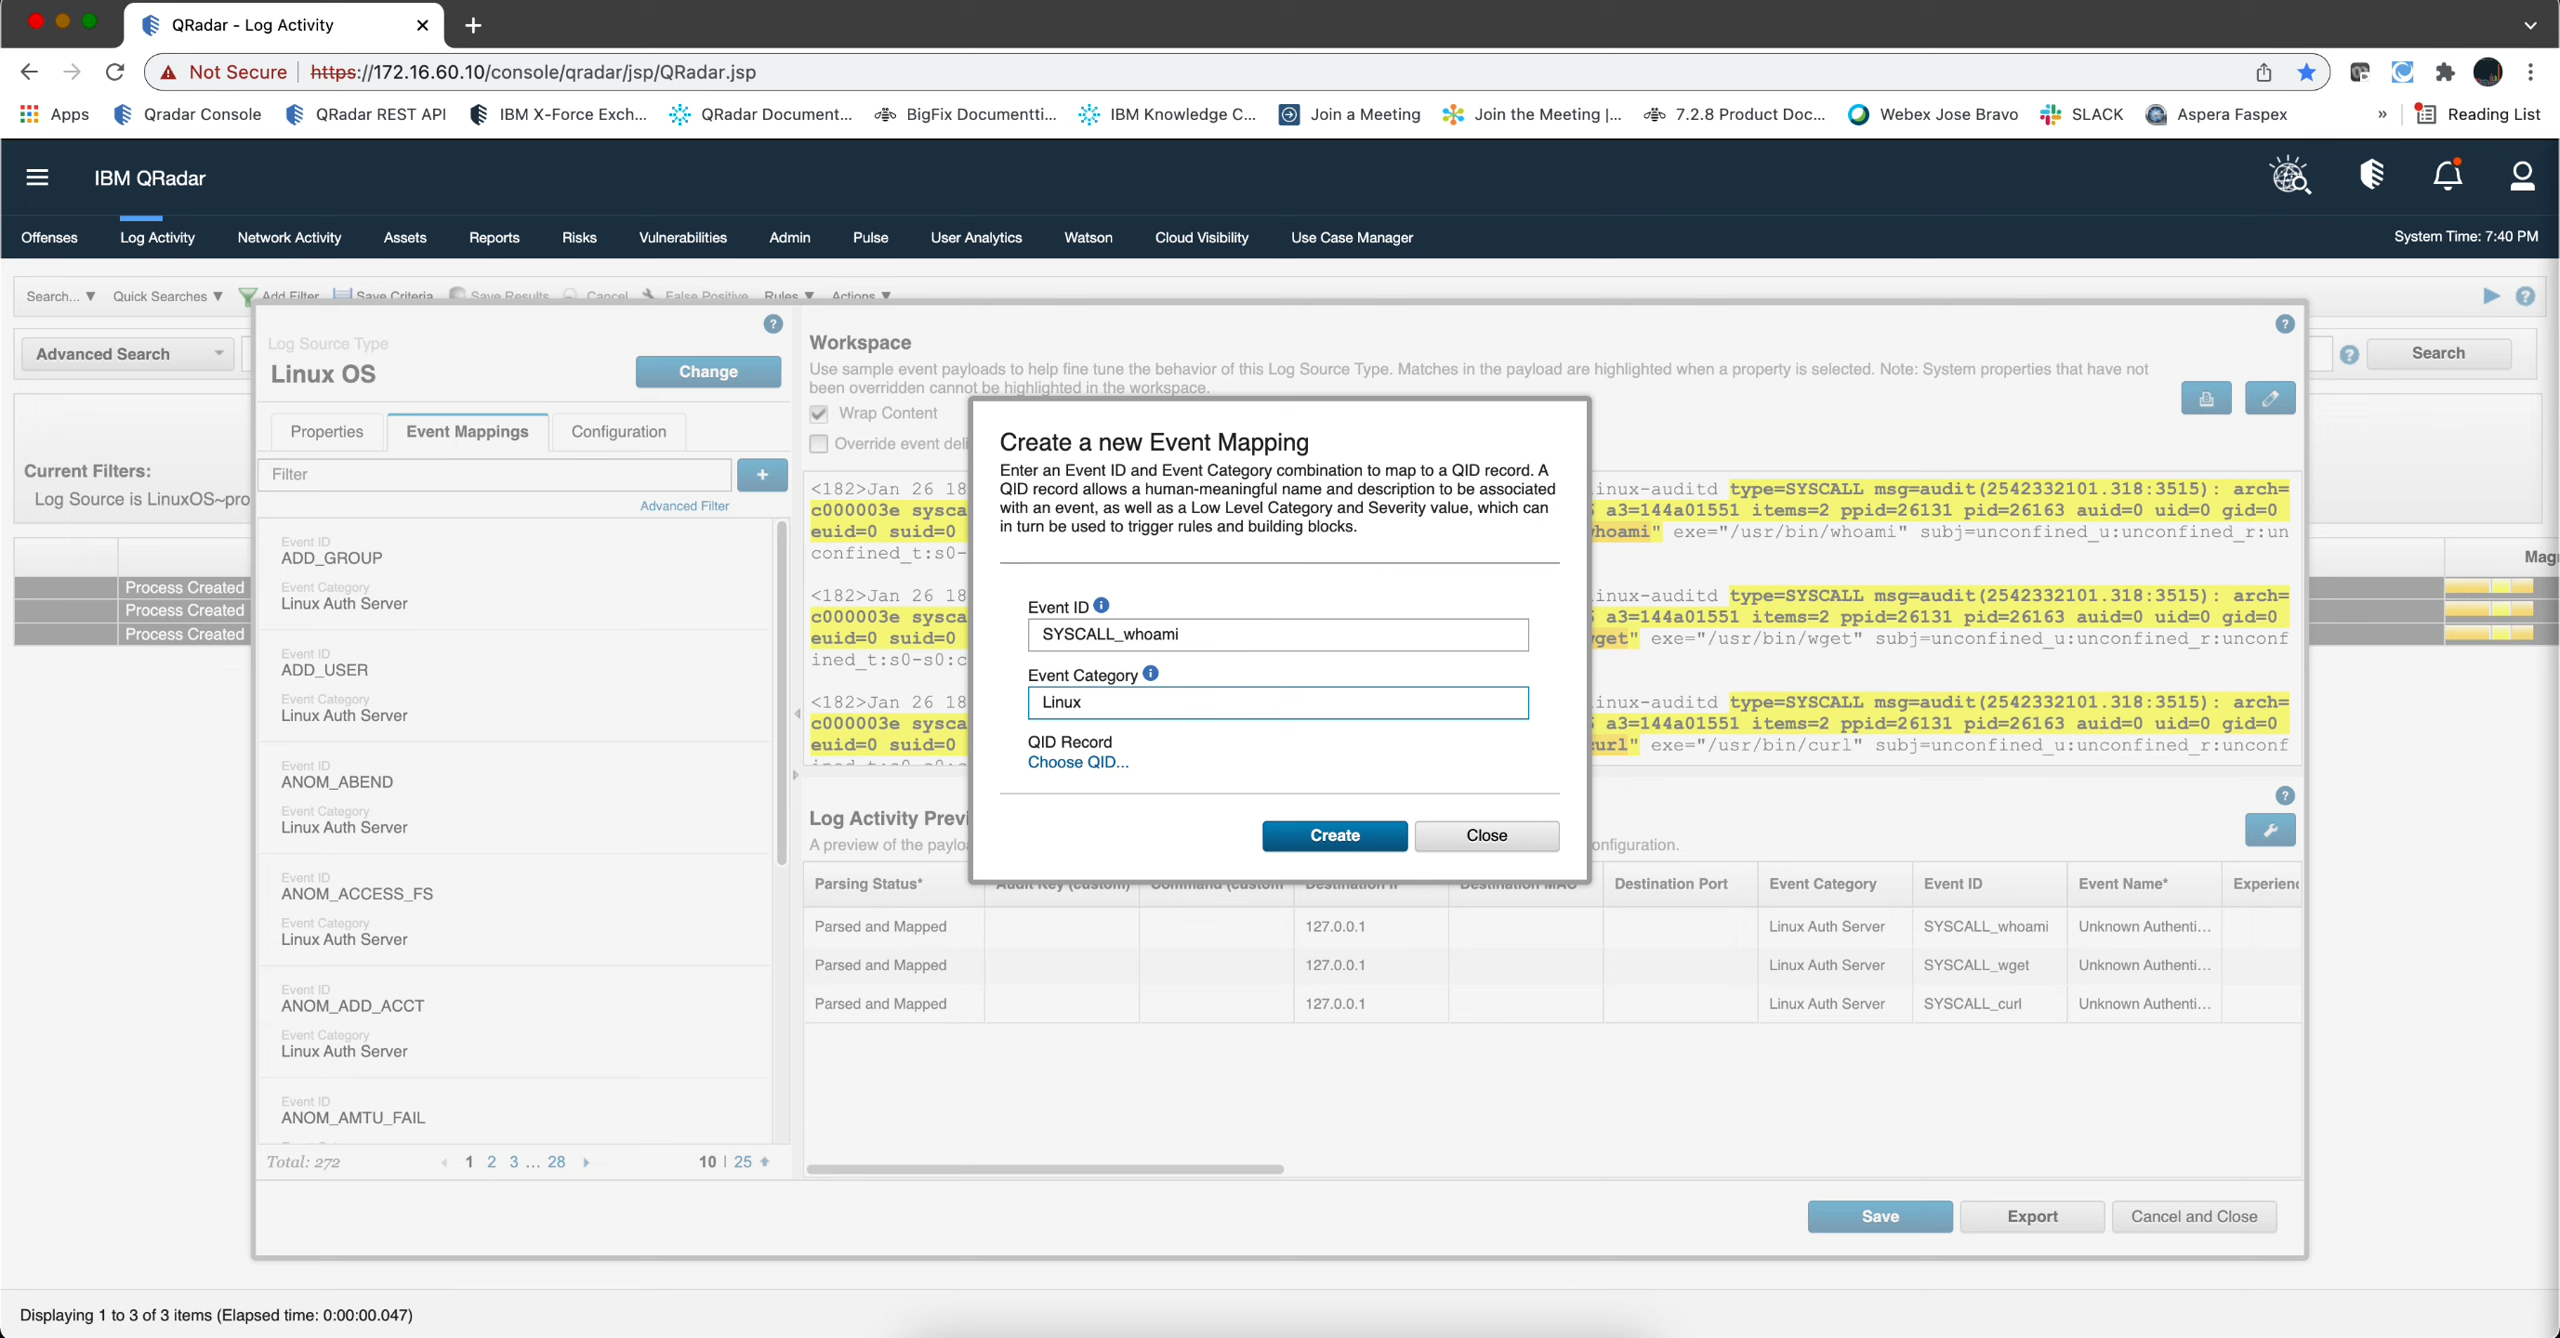 QRadar - Log Activity
Not Secure
https://172.16.60.10/console/qradar/jsp/QRadar.jsp
Apps
Qradar Console
QRadar REST API
IBM X-Force Exch...
QRadar Document...
BigFix Documentti...
IBM Knowledge C...
Join a Meeting
Join the Meeting |...
7.2.8 Product Doc...
Webex Jose Bravo
SLACK
Aspera Faspex
»
Reading List
IBM QRadar
Offenses
Log Activity
Network Activity
Assets
Reports
Risks
Vulnerabilities
Admin
Pulse
User Analytics
Watson
Cloud Visibility
Use Case Manager
System Time: 7:40 PM
Search...
Quick Searches
Add Filter
Save Criteria
Save Results
Cancel
False Positive
Rules
Actions
Advanced Search
Search
Current Filters:
Log Source is LinuxOS~pro
Process Created
Process Created
Process Created
Log Source Type
Linux OS
Change
Properties
Event Mappings
Configuration
Filter
+
Advanced Filter
Event ID
ADD_GROUP
Event Category
Linux Auth Server
Event ID
ADD_USER
Event Category
Linux Auth Server
Event ID
ANOM_ABEND
Event Category
Linux Auth Server
Event ID
ANOM_ACCESS_FS
Event Category
Linux Auth Server
Event ID
ANOM_ADD_ACCT
Event Category
Linux Auth Server
Event ID
ANOM_AMTU_FAIL
Total: 272
1 2 3 ... 28
10 | 25
Workspace
Use sample event payloads to help fine tune the behavior of this Log Source Type. Matches in the payload are highlighted when a property is selected. Note: System properties that have not
been overridden cannot be highlighted in the workspace.
Wrap Content
Override event deli
<182>Jan 26 18
c000003e sysca
euid=0 suid=0
confined_t:s0-
<182>Jan 26 18
c000003e sysca
euid=0 suid=0
ined_t:s0-s0:c
<182>Jan 26 18
c000003e sysca
euid=0 suid=0
inux-auditd type=SYSCALL msg=audit(2542332101.318:3515): arch=
a3=144a01551 items=2 ppid=26131 pid=26163 auid=0 uid=0 gid=0
hoami" exe="/usr/bin/whoami" subj=unconfined_u:unconfined_r:un
inux-auditd type=SYSCALL msg=audit(2542332101.318:3515): arch=
a3=144a01551 items=2 ppid=26131 pid=26163 auid=0 uid=0 gid=0
get" exe="/usr/bin/wget" subj=unconfined_u:unconfined_r:unconf
inux-auditd type=SYSCALL msg=audit(2542332101.318:3515): arch=
a3=144a01551 items=2 ppid=26131 pid=26163 auid=0 uid=0 gid=0
url" exe="/usr/bin/curl" subj=unconfined_u:unconfined_r:unconf
Create a new Event Mapping
Enter an Event ID and Event Category combination to map to a QID record. A
QID record allows a human-meaningful name and description to be associated
with an event, as well as a Low Level Category and Severity value, which can
in turn be used to trigger rules and building blocks.
Event ID
SYSCALL_whoami
Event Category
Linux
QID Record
Choose QID...
Create
Close
Log Activity Previ
A preview of the paylo
onfiguration.
Parsing Status*
Destination Port
Event Category
Event ID
Event Name*
Experienc
Parsed and Mapped 127.0.0.1 Linux Auth Server SYSCALL_whoami Unknown Authenti...
Parsed and Mapped 127.0.0.1 Linux Auth Server SYSCALL_wget Unknown Authenti...
Parsed and Mapped 127.0.0.1 Linux Auth Server SYSCALL_curl Unknown Authenti...
Save
Export
Cancel and Close
Displaying 1 to 3 of 3 items (Elapsed time: 0:00:00.047)